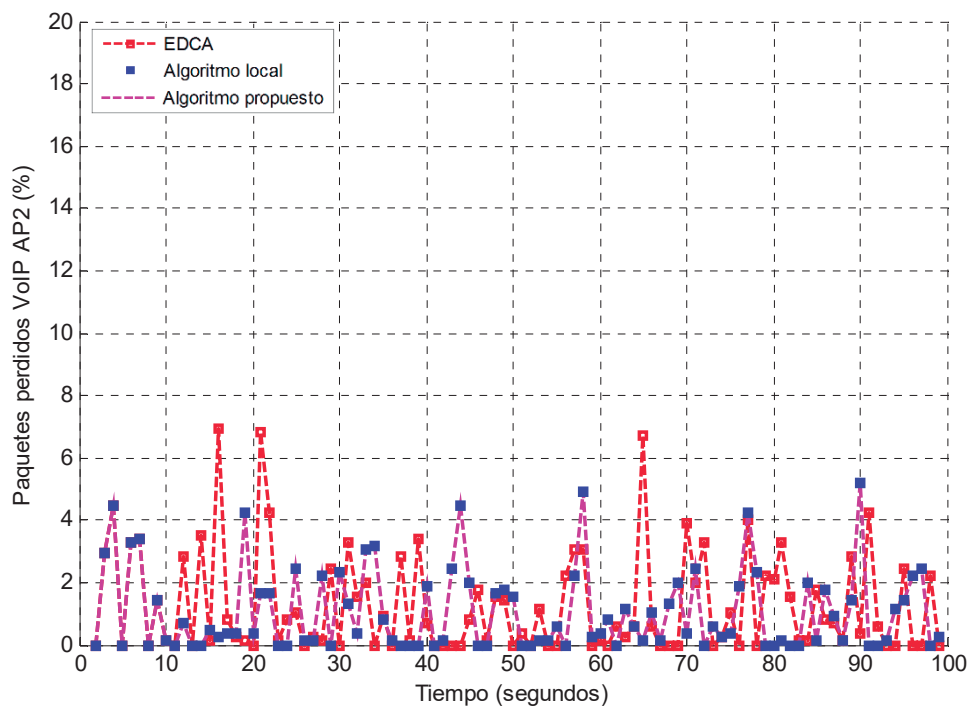 20
18
16
14
12
10
8
6
4
2
0
Paquetes perdidos VoIP AP2 (%)
EDCA
Algoritmo local
Algoritmo propuesto
0 10 20 30 40 50 60 70 80 90 100
Tiempo (segundos)